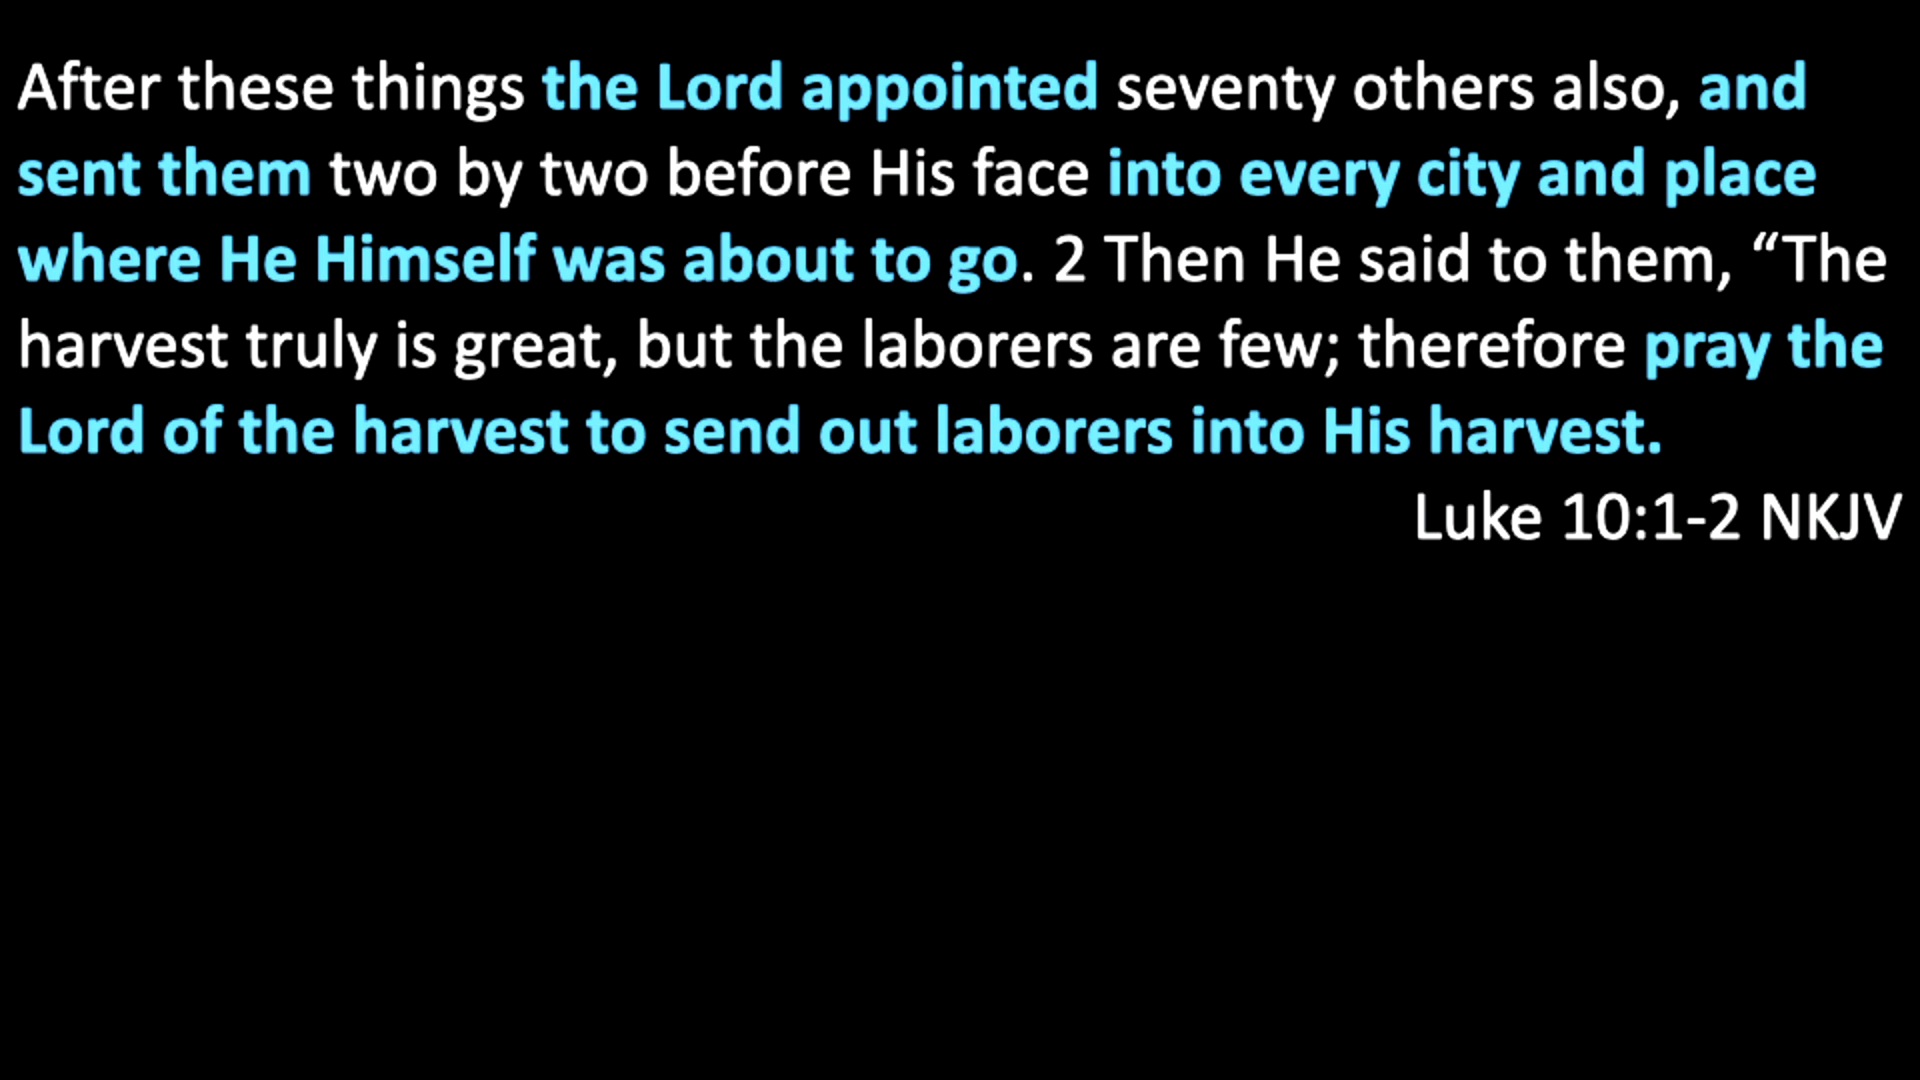 After these things the Lord appointed seventy others also, and
sent them two by two before His face into every city and place
where He Himself was about to go. 2 Then He said to them, “The
harvest truly is great, but the laborers are few; therefore pray the
Lord of the harvest to send out laborers into His harvest.
Luke 10:1-2 NKJV